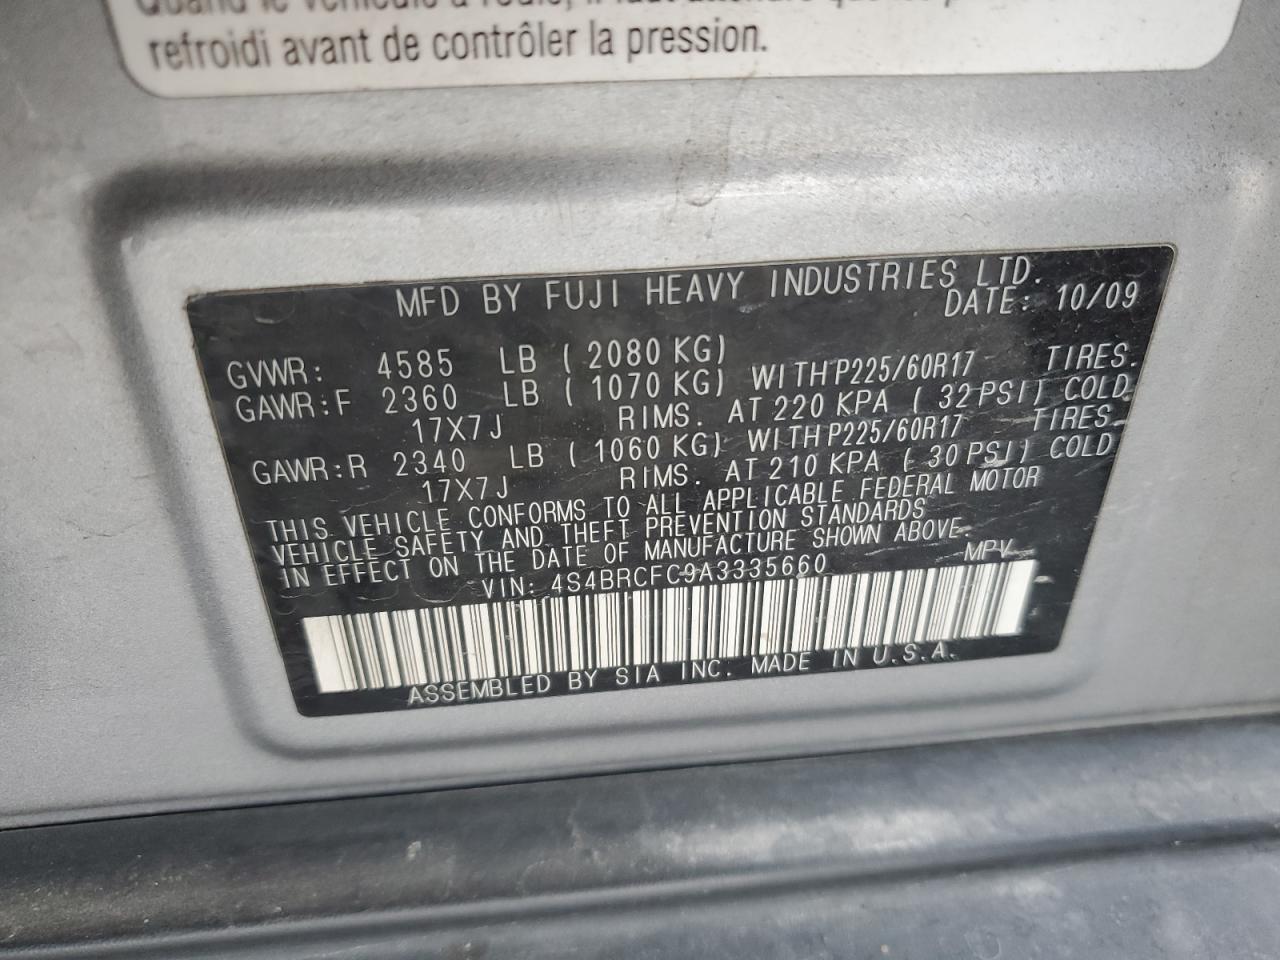 refroidi avant de contrôler la pression.
MFD BY FUJI HEAVY INDUSTRIES LTD.
DATE: 10/09
GVWR: 4585 LB (2080 KG)
GAWR:F 2360 LB (1070 KG) WITH P225/60R17 TIRES.
17X7J RIMS. AT 220 KPA (32 PSI) COLD.
GAWR:R 2340 LB (1060 KG) WITH P225/60R17 TIRES.
17X7J RIMS. AT 210 KPA (30 PSI) COLD
THIS VEHICLE CONFORMS TO ALL APPLICABLE FEDERAL MOTOR
VEHICLE SAFETY AND THEFT PREVENTION STANDARDS
IN EFFECT ON THE DATE OF MANUFACTURE SHOWN ABOVE.
VIN: 4S4BRCFC9A3335660 MPV
ASSEMBLED BY SIA INC. MADE IN U.S.A.